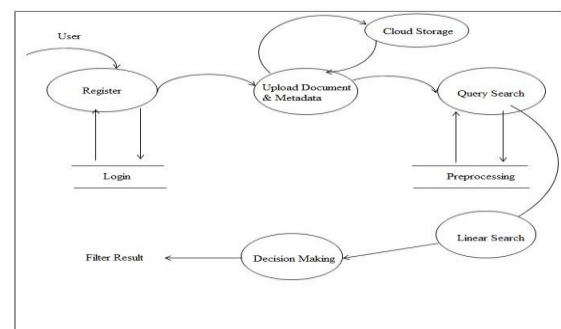 User
Cloud Storage
Register
Upload Document
& Metadata
Query Search
Login
Preprocessing
Linear Search
Filter Result
Decision Making